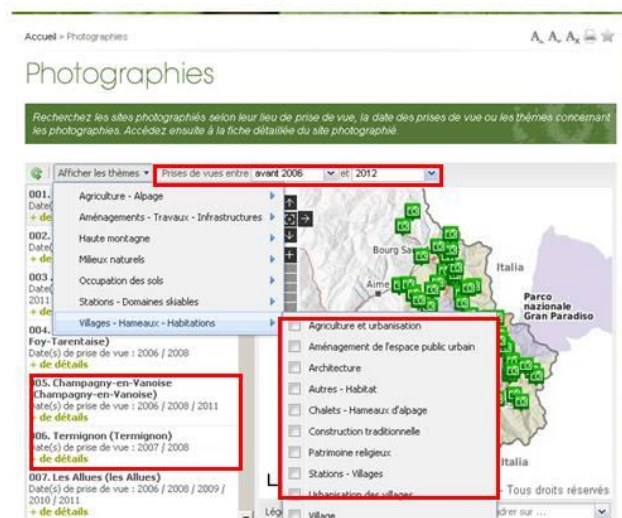 Accueil » Photographies
Photographies
Recherchez les sites photographiés selon leur lieu de prise de vue, la date des prises de vue ou les thèmes concernant
les photographies. Accédez ensuite à la fiche détaillée du site photographié.
Afficher les thèmes
Prises de vues entre avant 2006 et 2012
001.
Date(
+ de
002.
Date(
+ de
003.
Date(
2011
+ de
004.
Foy-Tarentaise)
Date(s) de prise de vue : 2006 / 2008
+ de détails
005. Champagny-en-Vanoise
(Champagny-en-Vanoise)
Date(s) de prise de vue : 2006 / 2008 / 2011
+ de détails
006. Termignon (Termignon)
Date(s) de prise de vue : 2007 / 2008
+ de détails
007. Les Allues (les Allues)
Date(s) de prise de vue : 2006 / 2008 / 2009 /
2010 / 2011
+ de détails
Agriculture - Alpage
Aménagements - Travaux - Infrastructures
Haute montagne
Milieux naturels
Occupation des sols
Stations - Domaines skiables
Villages - Hameaux - Habitations
Agriculture et urbanisation
Aménagement de l'espace public urbain
Architecture
Autres - Habitat
Chalets - Hameaux d'alpage
Construction traditionnelle
Patrimoine religieux
Stations - Villages
Urbanisation des villages
Village
Bourg Sa
Aime
Italia
Parco
nazionale
Gran Paradiso
Italia
- Tous droits réservés
Lég
drer sur ...